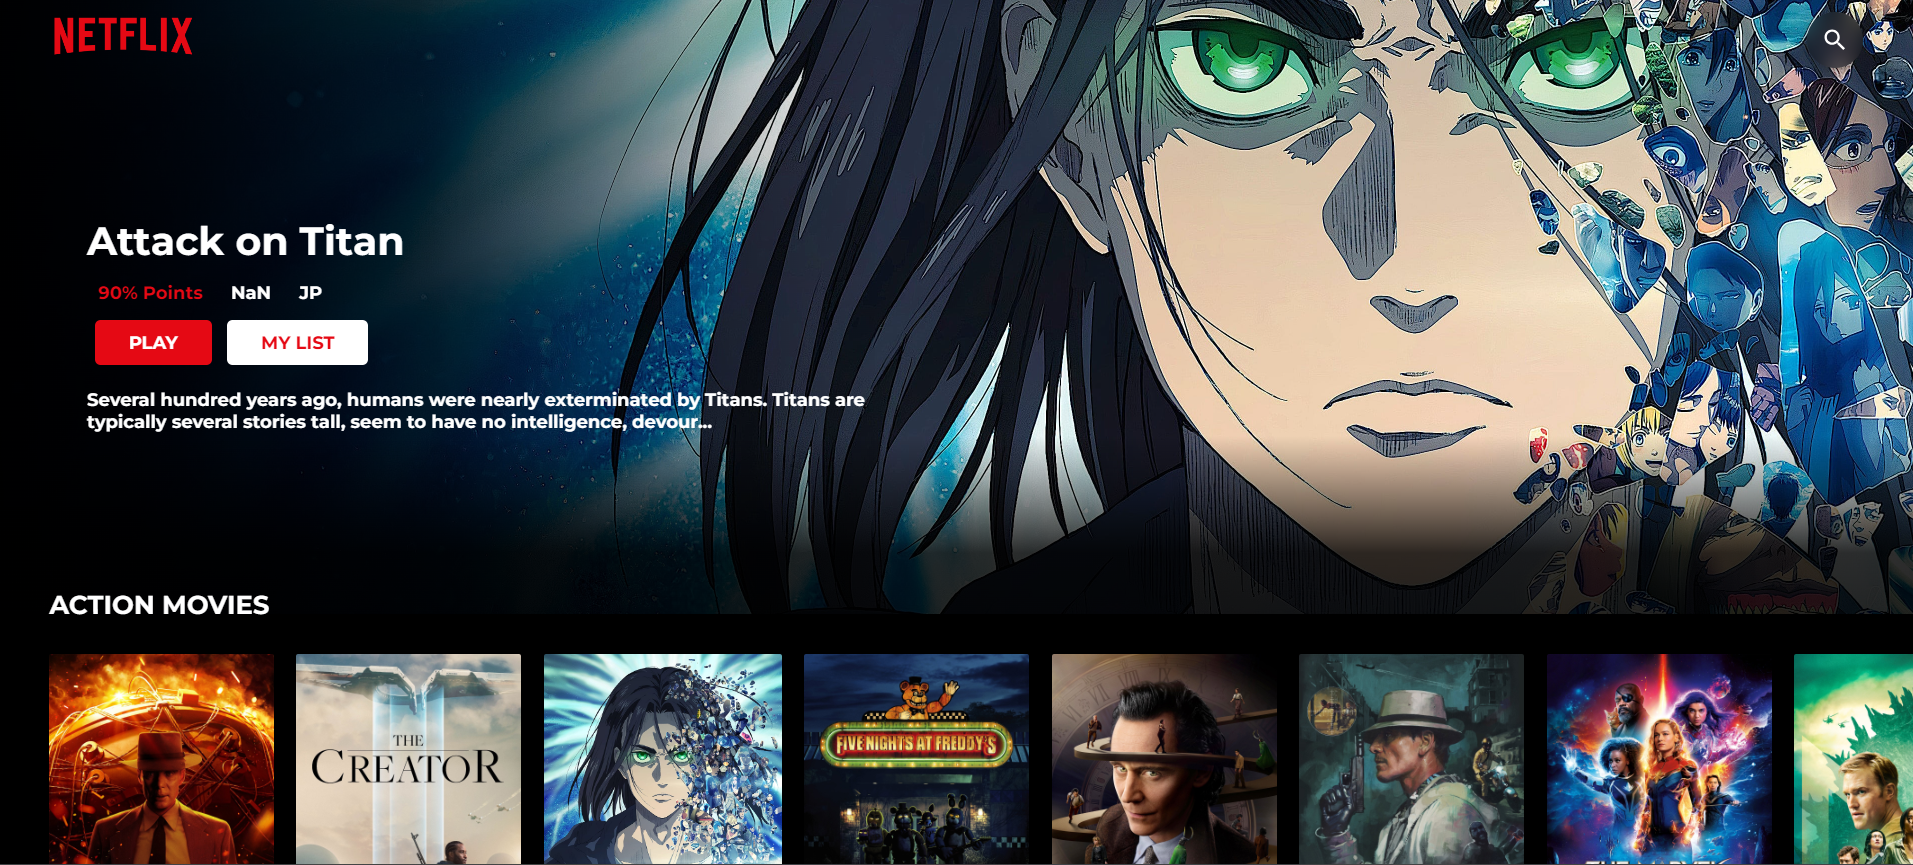 NETFLIX
Attack on Titan
90% Points NaN JP
PLAY MY LIST
Several hundred years ago, humans were nearly exterminated by Titans. Titans are
typically several stories tall, seem to have no intelligence, devour...
ACTION MOVIES
THE
CREATOR
FIVE NIGHTS AT FREDDY'S